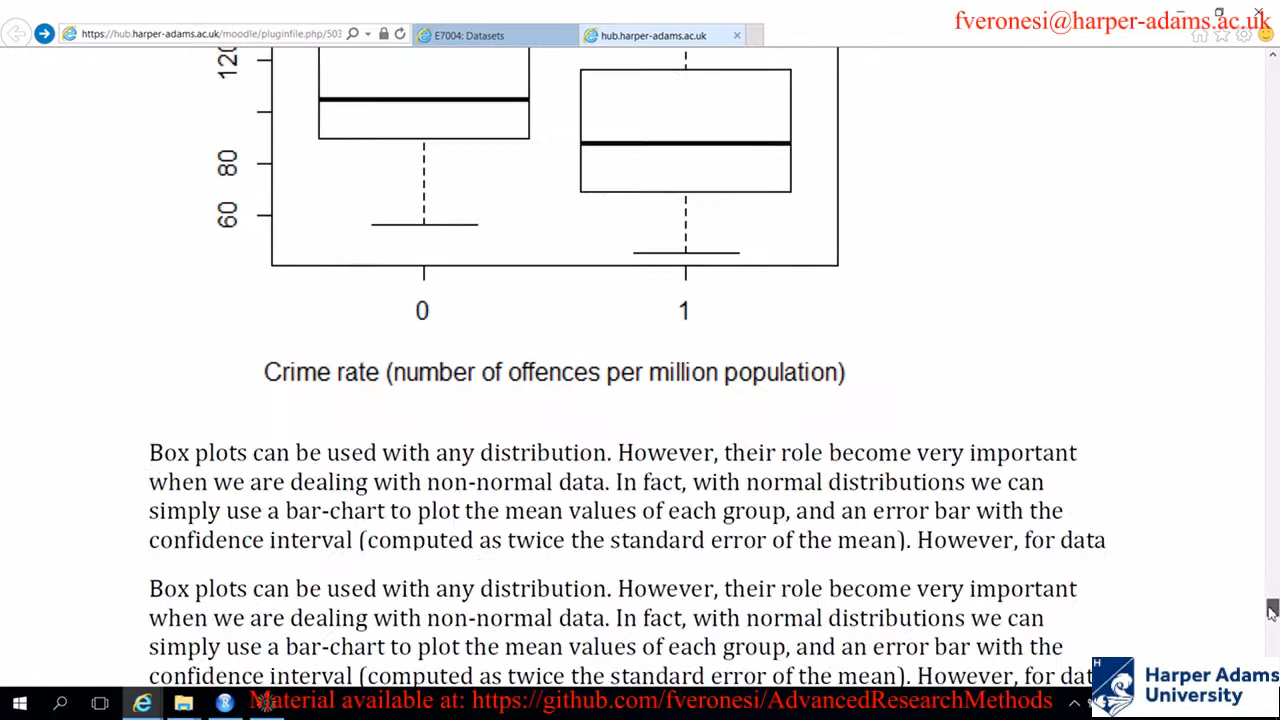 fveronesi@harper-adams.ac.uk
https://hub.harper-adams.ac.uk/moodle/pluginfile.php/503
E7004: Datasets
hub.harper-adams.ac.uk
120
80
60
0 1
Crime rate (number of offences per million population)
Box plots can be used with any distribution. However, their role become very important
when we are dealing with non-normal data. In fact, with normal distributions we can
simply use a bar-chart to plot the mean values of each group, and an error bar with the
confidence interval (computed as twice the standard error of the mean). However, for data
Box plots can be used with any distribution. However, their role become very important
when we are dealing with non-normal data. In fact, with normal distributions we can
simply use a bar-chart to plot the mean values of each group, and an error bar with the
confidence interval (computed as twice the standard error of the mean). However, for dat
Material available at: https://github.com/fveronesi/AdvancedResearchMethods
H
Harper Adams
University